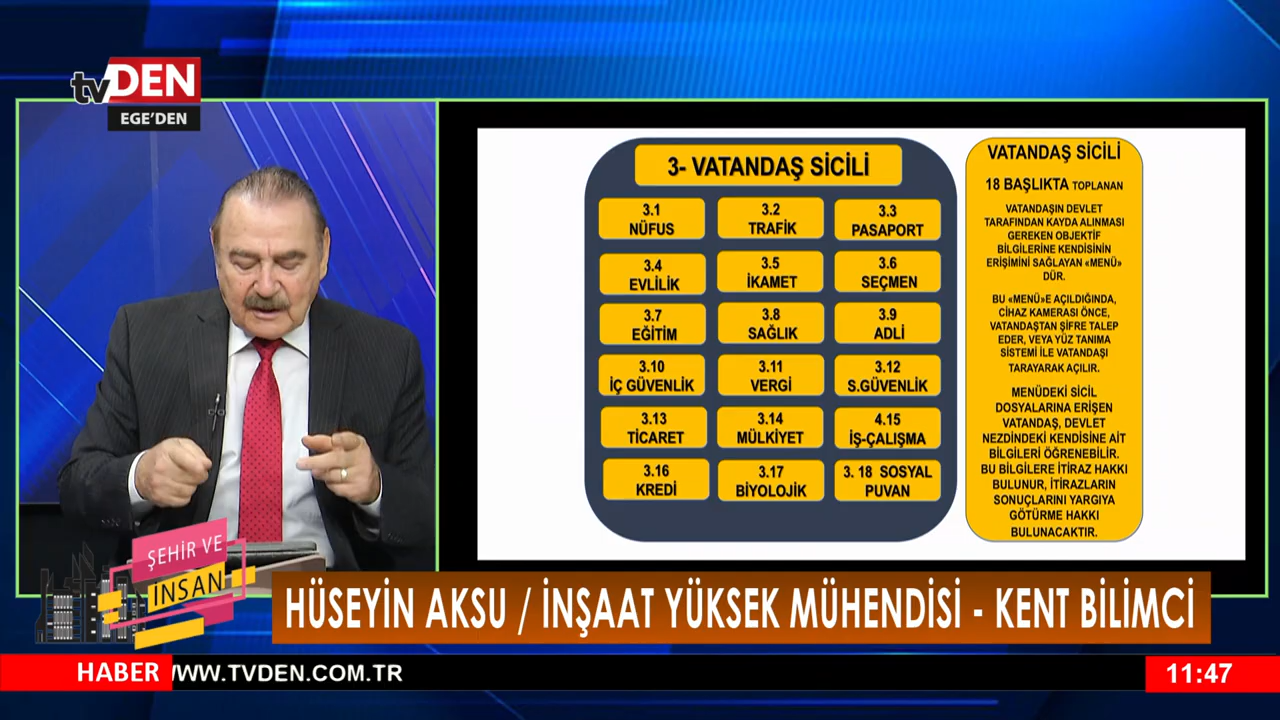 tvDEN
EGE'DEN
3- VATANDAŞ SİCİLİ
3.1
NÜFUS
3.2
TRAFİK
3.3
PASAPORT
3.4
EVLİLİK
3.5
İKAMET
3.6
SEÇMEN
3.7
EĞİTİM
3.8
SAĞLIK
3.9
ADLİ
3.10
İÇ GÜVENLİK
3.11
VERGİ
3.12
S.GÜVENLİK
3.13
TİCARET
3.14
MÜLKİYET
4.15
İŞ-ÇALIŞMA
3.16
KREDİ
3.17
BİYOLOJİK
3. 18 SOSYAL
PUVAN
VATANDAŞ SİCİLİ
18 BAŞLIKTA TOPLANAN
VATANDAŞIN DEVLET
TARAFINDAN KAYDA ALINMASI
GEREKEN OBJEKTİF
BİLGİLERİNE KENDİSİNİN
ERİŞİMİNİ SAĞLAYAN «MENÜ»
DÜR.
BU «MENÜ»E AÇILDIĞINDA,
CİHAZ KAMERASI ÖNCE,
VATANDAŞTAN ŞİFRE TALEP
EDER, VEYA YÜZ TANIMA
SİSTEMİ İLE VATANDAŞI
TARAYARAK AÇILIR.
MENÜDEKİ SİCİL
DOSYALARINA ERİŞEN
VATANDAŞ, DEVLET
NEZDİNDEKİ KENDİSİNE AİT
BİLGİLERİ ÖĞRENEBİLİR.
BU BİLGİLERE İTİRAZ HAKKI
BULUNUR, İTİRAZLARIN
SONUÇLARINI YARGIYA
GÖTÜRME HAKKI
BULUNACAKTIR.
ŞEHİR VE
İNSAN
HÜSEYİN AKSU / İNŞAAT YÜKSEK MÜHENDİSİ - KENT BİLİMCİ
HABER
WWW.TVDEN.COM.TR
11:47